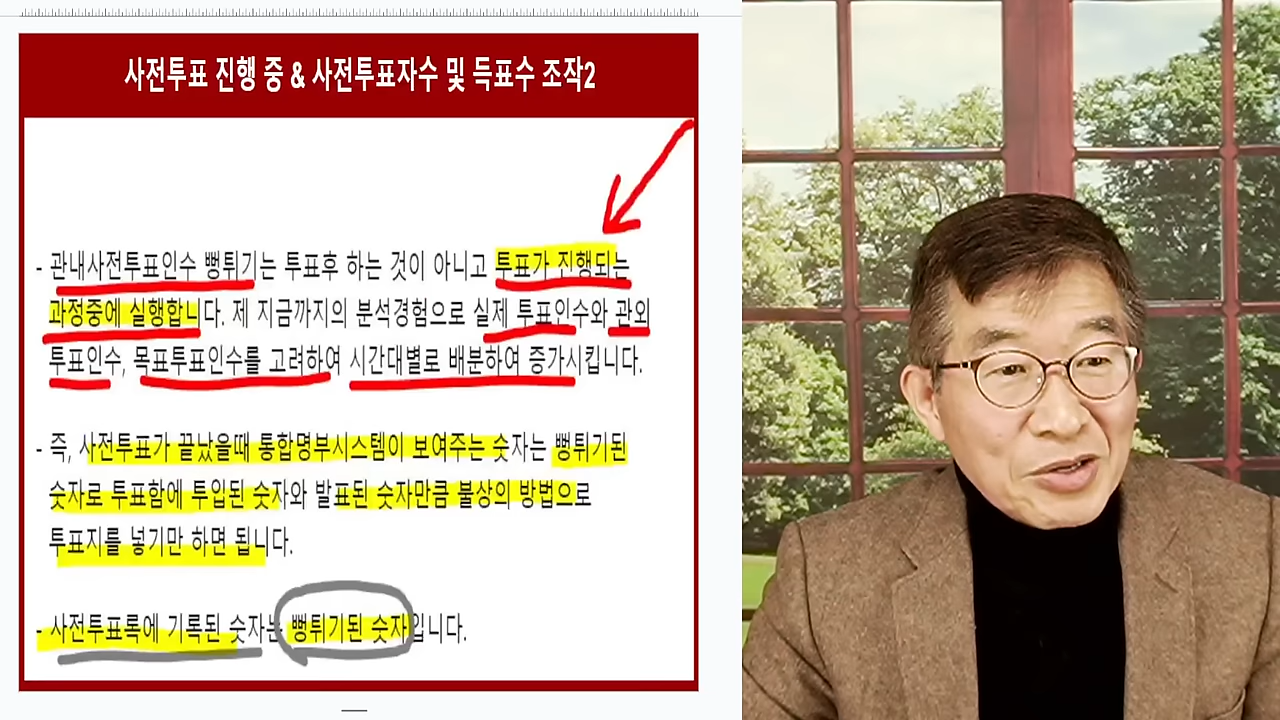 사전투표 진행 중 & 사전투표자수 및 득표수 조작2
- 관내사전투표인수 뻥튀기는 투표후 하는 것이 아니고 투표가 진행되는
과정중에 실행합니다. 제 지금까지의 분석경험으로 실제 투표인수와 관외
투표인수, 목표투표인수를 고려하여 시간대별로 배분하여 증가시킵니다.
- 즉, 사전투표가 끝났을때 통합명부시스템이 보여주는 숫자는 뻥튀기된
숫자로 투표함에 투입된 숫자와 발표된 숫자만큼 불상의 방법으로
투표지를 넣기만 하면 됩니다.
- 사전투표록에 기록된 숫자는 뻥튀기된 숫자입니다.